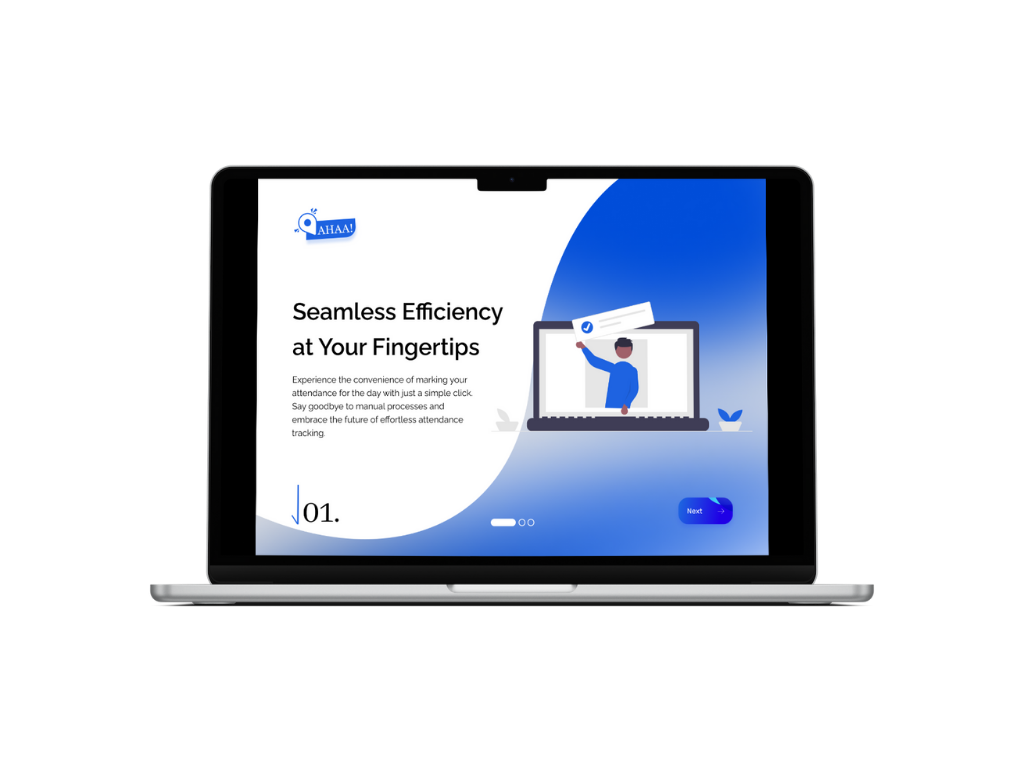 AHAA!
Seamless Efficiency
at Your Fingertips
Experience the convenience of marking your
attendance for the day with just a simple click.
Say goodbye to manual processes and
embrace the future of effortless attendance
tracking.
01.
Next